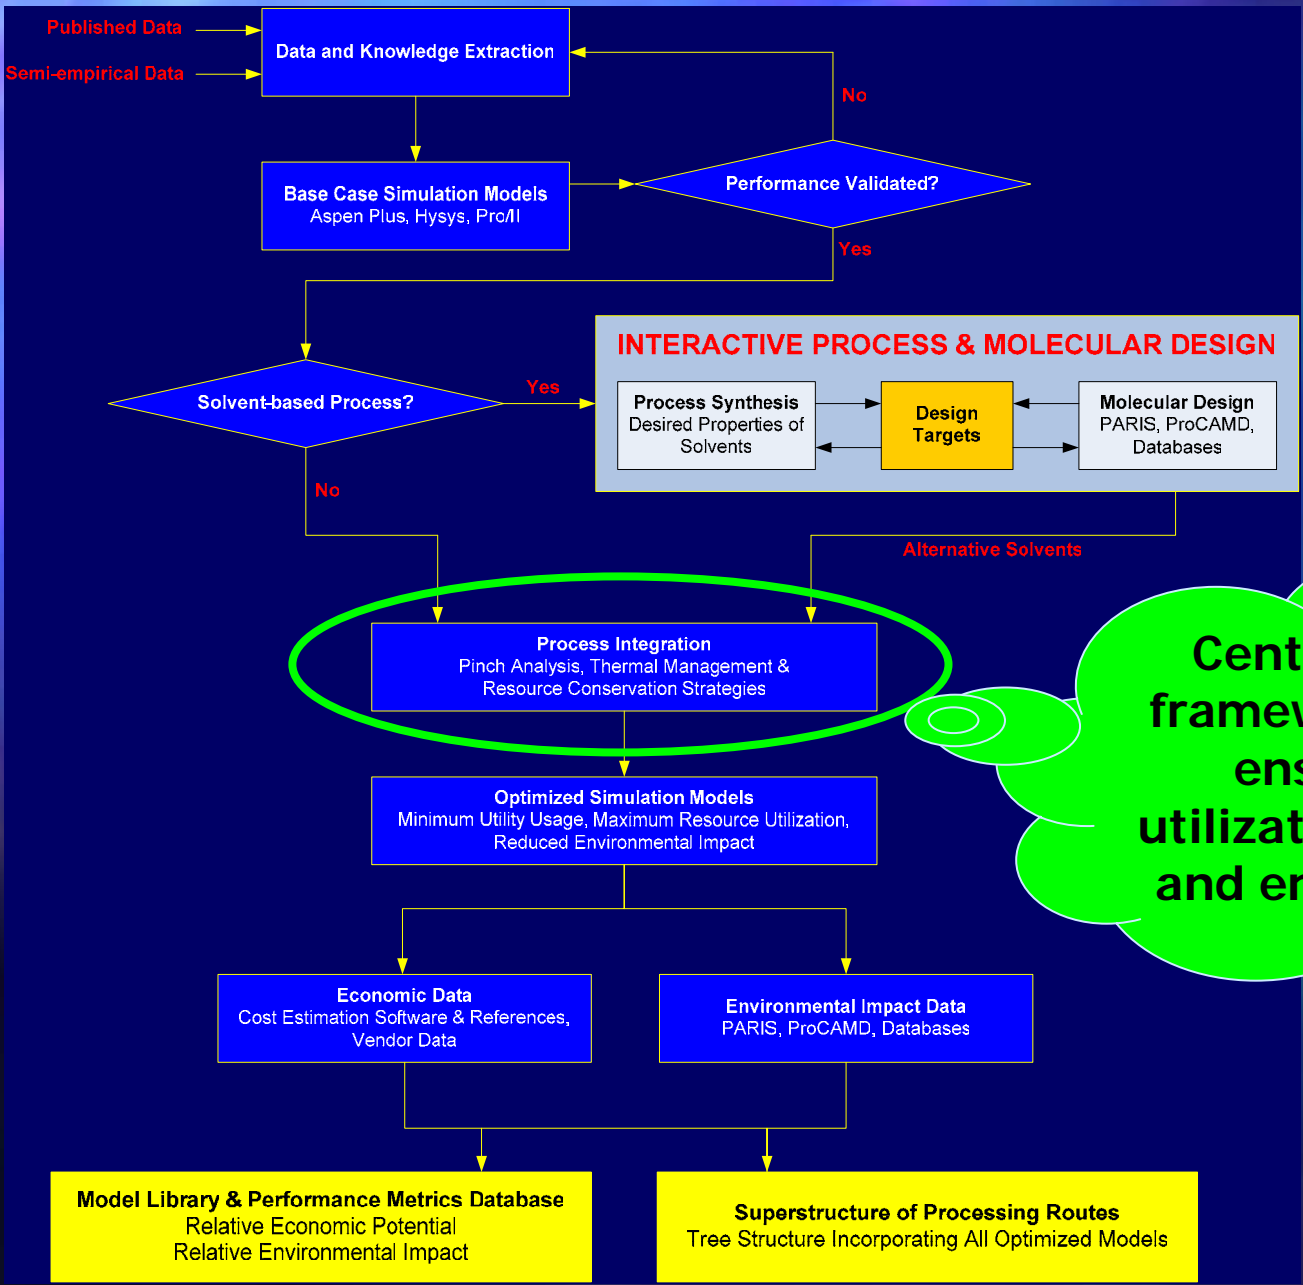 Published Data
Semi-empirical Data
Data and Knowledge Extraction
No
Base Case Simulation Models
Aspen Plus, Hysys, Pro/II
Performance Validated?
Yes
INTERACTIVE PROCESS & MOLECULAR DESIGN
Solvent-based Process?
Yes
Process Synthesis
Desired Properties of
Solvents
Design
Targets
Molecular Design
PARIS, ProCAMD,
Databases
No
Alternative Solvents
Process Integration
Pinch Analysis, Thermal Management &
Resource Conservation Strategies
Optimized Simulation Models
Minimum Utility Usage, Maximum Resource Utilization,
Reduced Environmental Impact
and
Economic Data
Cost Estimation Software & References,
Vendor Data
Environmental Impact Data
PARIS, ProCAMD, Databases
Model Library & Performance Metrics Database
Relative Economic Potential
Relative Environmental Impact
Superstructure of Processing Routes
Tree Structure Incorporating All Optimized Models